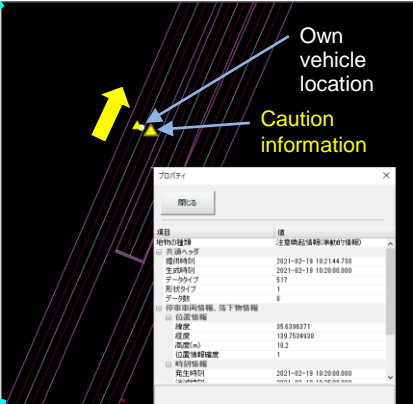 Own
vehicle
location
Caution
information
プロパティ
閉じる
項目 値
地物の種類 注意喚起情報(準動的情報)
共通ヘッダ
提供時刻 2021-02-19 18:21:44.738
生成時刻 2021-02-19 18:20:00.000
データタイプ 517
形状タイプ 1
データ数 8
停車車両情報、落下物情報
位置情報
緯度 35.6396371
経度 139.7534930
高度(m) 10.2
位置情報確度 1
時刻情報
発生時刻 2021-02-19 18:20:00.000